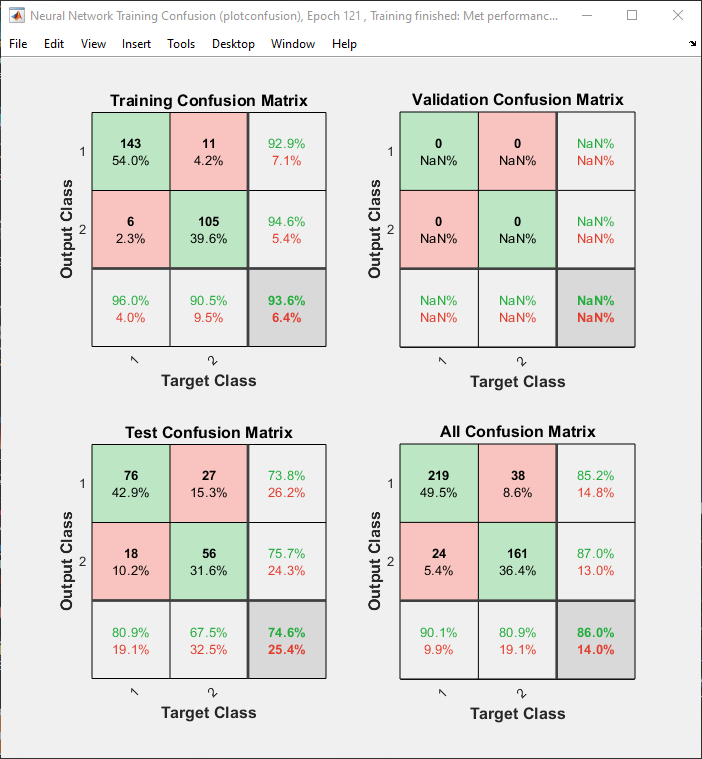 Neural Network Training Confusion (plotconfusion), Epoch 121 , Training finished: Met performanc...
File Edit View Insert Tools Desktop Window Help
Training Confusion Matrix
Output Class
1 143 11 92.9%
54.0% 4.2% 7.1%
2 6 105 94.6%
2.3% 39.6% 5.4%
96.0% 90.5% 93.6%
4.0% 9.5% 6.4%
1 2
Target Class
Validation Confusion Matrix
Output Class
1 0 0 NaN%
NaN% NaN% NaN%
2 0 0 NaN%
NaN% NaN% NaN%
NaN% NaN% NaN%
NaN% NaN% NaN%
1 2
Target Class
Test Confusion Matrix
Output Class
1 76 27 73.8%
42.9% 15.3% 26.2%
2 18 56 75.7%
10.2% 31.6% 24.3%
80.9% 67.5% 74.6%
19.1% 32.5% 25.4%
1 2
Target Class
All Confusion Matrix
Output Class
1 219 38 85.2%
49.5% 8.6% 14.8%
2 24 161 87.0%
5.4% 36.4% 13.0%
90.1% 80.9% 86.0%
9.9% 19.1% 14.0%
1 2
Target Class